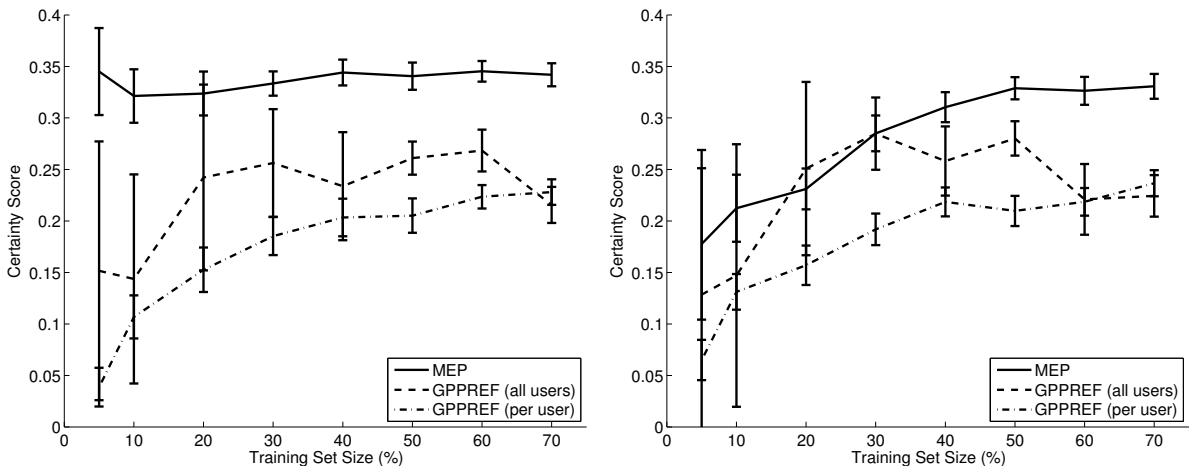 0.4
0.35
0.3
0.25
0.2
0.15
0.1
0.05
0
Certainty Score
0 10 20 30 40 50 60 70
Training Set Size (%)
MEP
GPPREF (all users)
GPPREF (per user)
0.4
0.35
0.3
0.25
0.2
0.15
0.1
0.05
0
Certainty Score
0 10 20 30 40 50 60 70
Training Set Size (%)
MEP
GPPREF (all users)
GPPREF (per user)